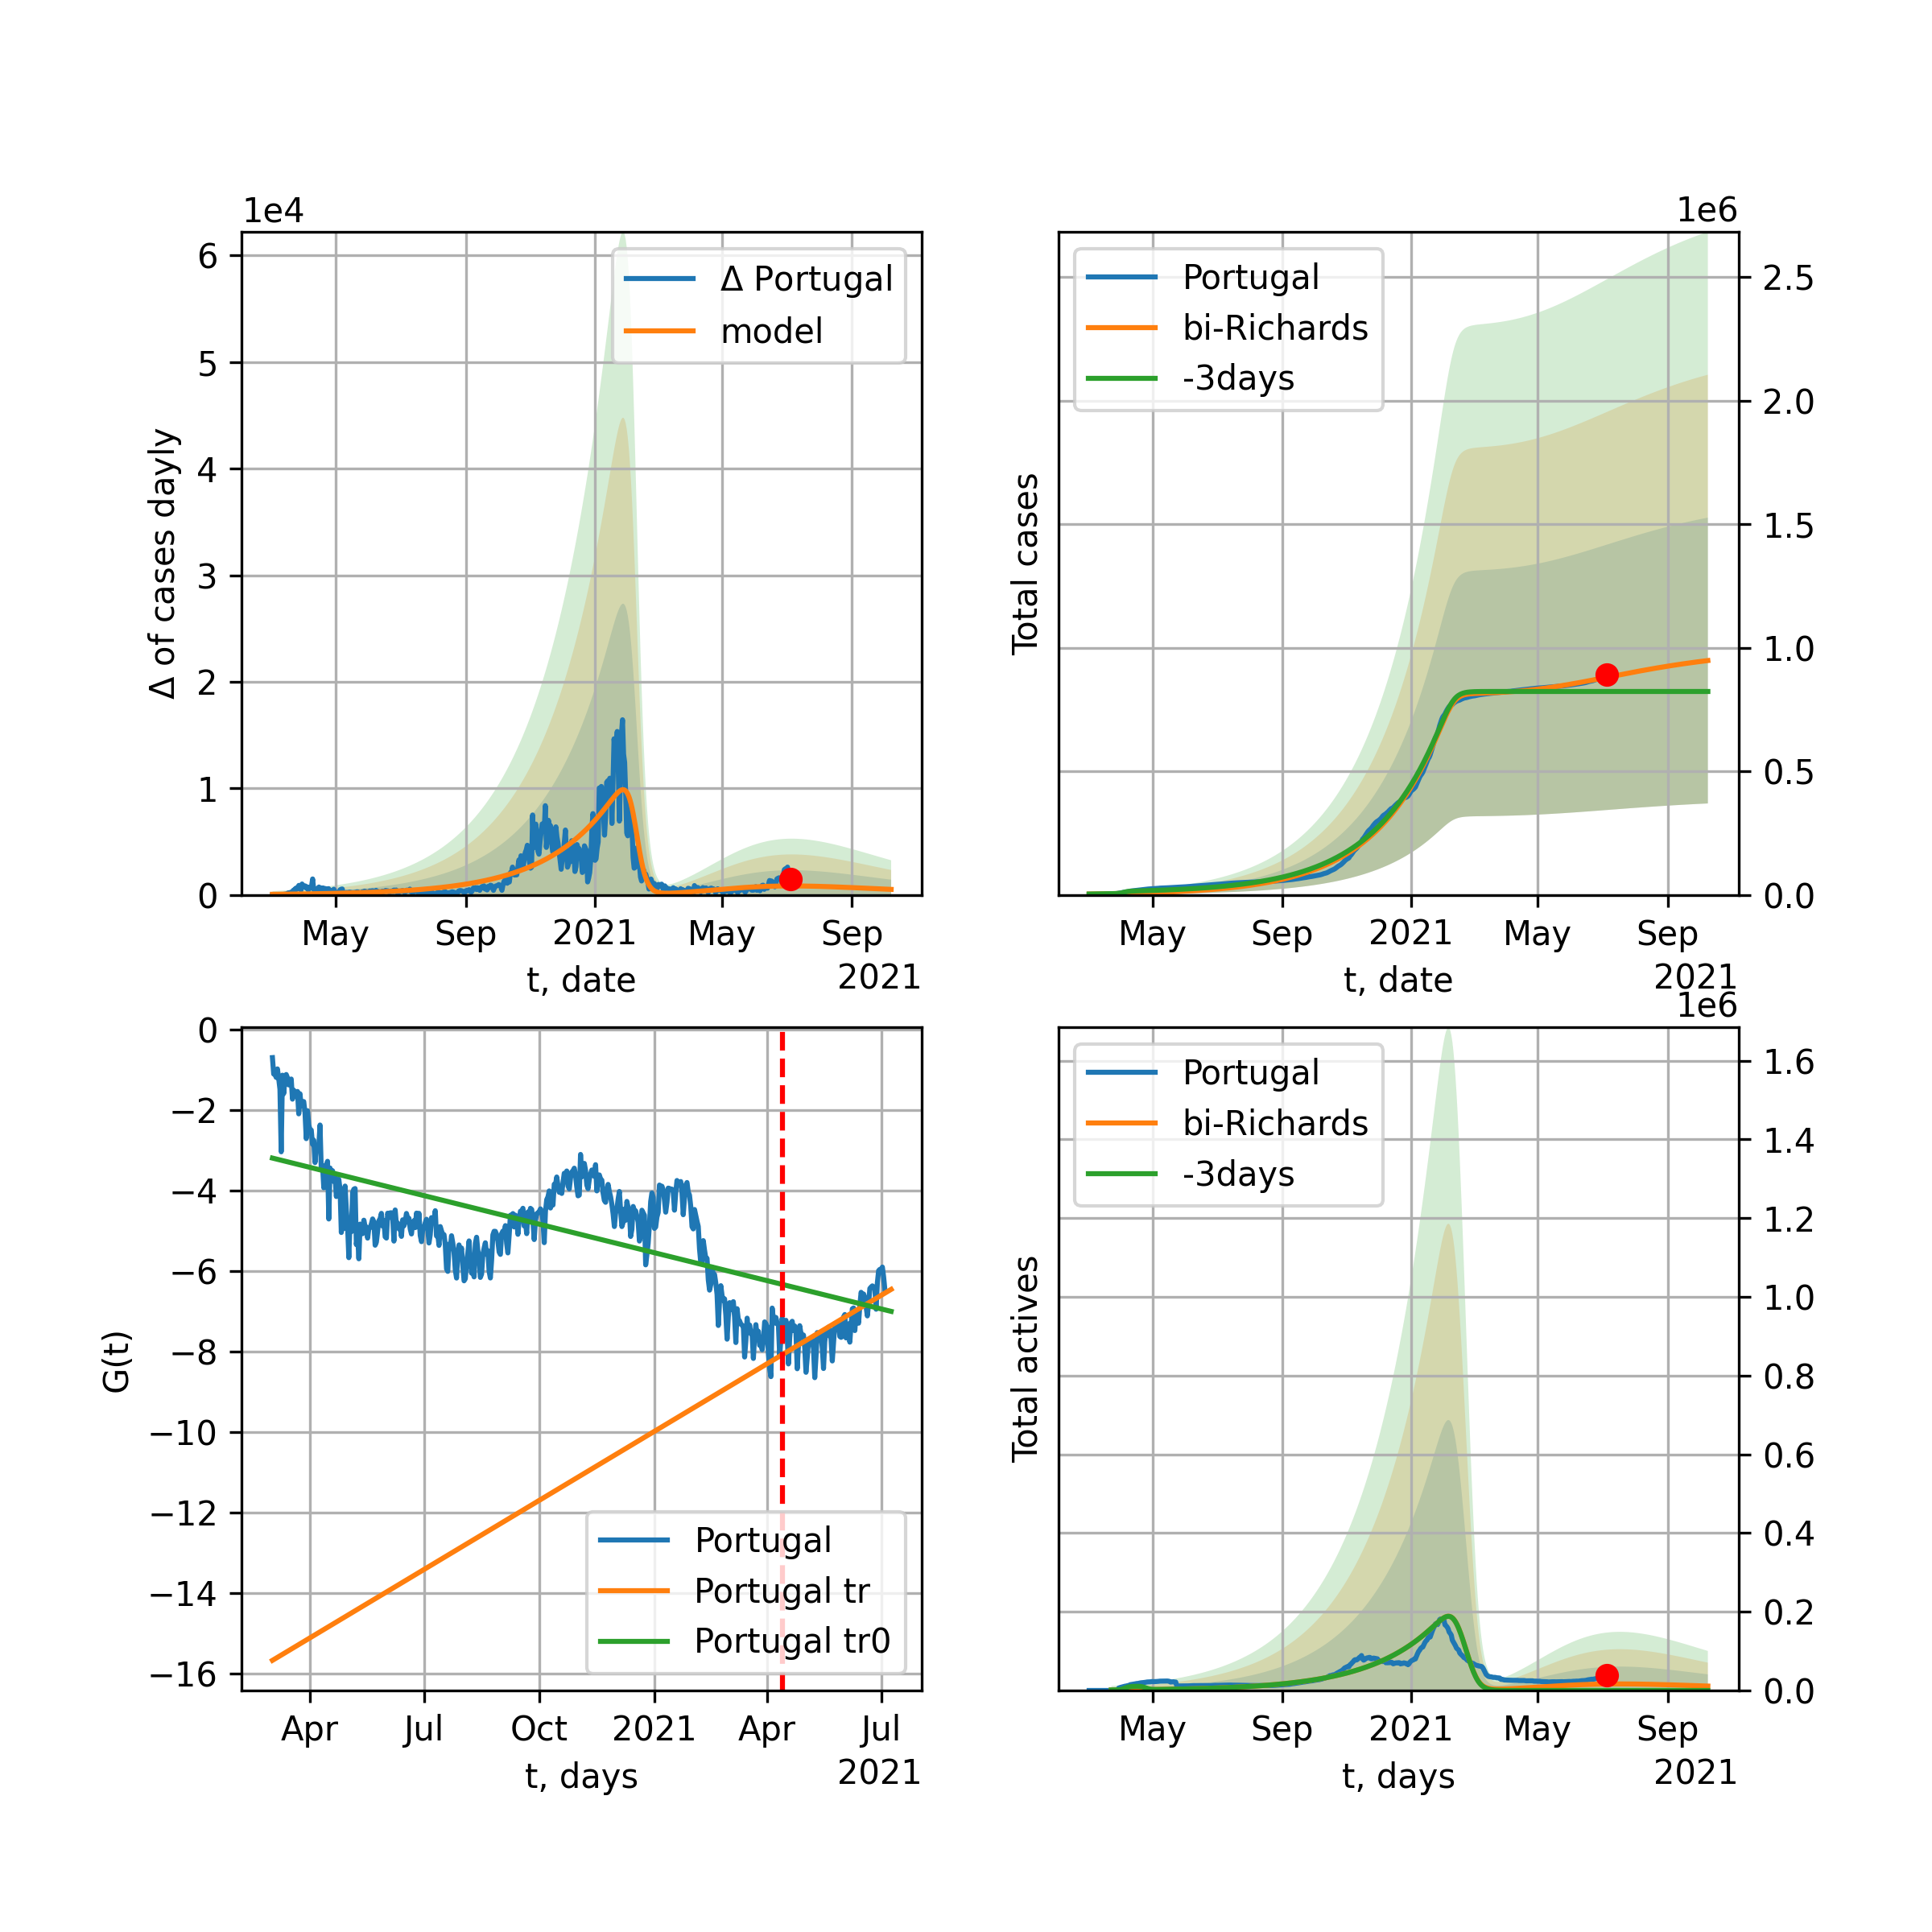 1e4
6
5
4
3
2
1
0
Δ of cases dayly
Δ Portugal
model
May
Sep
2021
May
Sep
t, date
2021
1e6
2.5
2.0
1.5
1.0
0.5
0.0
Total cases
Portugal
bi-Richards
-3days
May
Sep
2021
May
Sep
t, date
2021
0
−2
−4
−6
−8
−10
−12
−14
−16
G(t)
Portugal
Portugal tr
Portugal tr0
Apr
Jul
Oct
2021
Apr
Jul
t, days
2021
1e6
1.6
1.4
1.2
1.0
0.8
0.6
0.4
0.2
0.0
Total actives
Portugal
bi-Richards
-3days
May
Sep
2021
May
Sep
t, days
2021